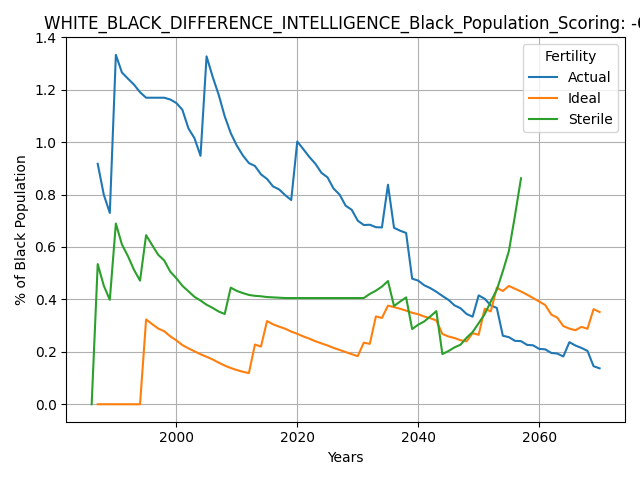 WHITE_BLACK_DIFFERENCE_INTELLIGENCE_Black_Population_Scoring: -
1.4
1.2
1.0
0.8
0.6
0.4
0.2
0.0
% of Black Population
Fertility
Actual
Ideal
Sterile
2000
2020
2040
2060
Years